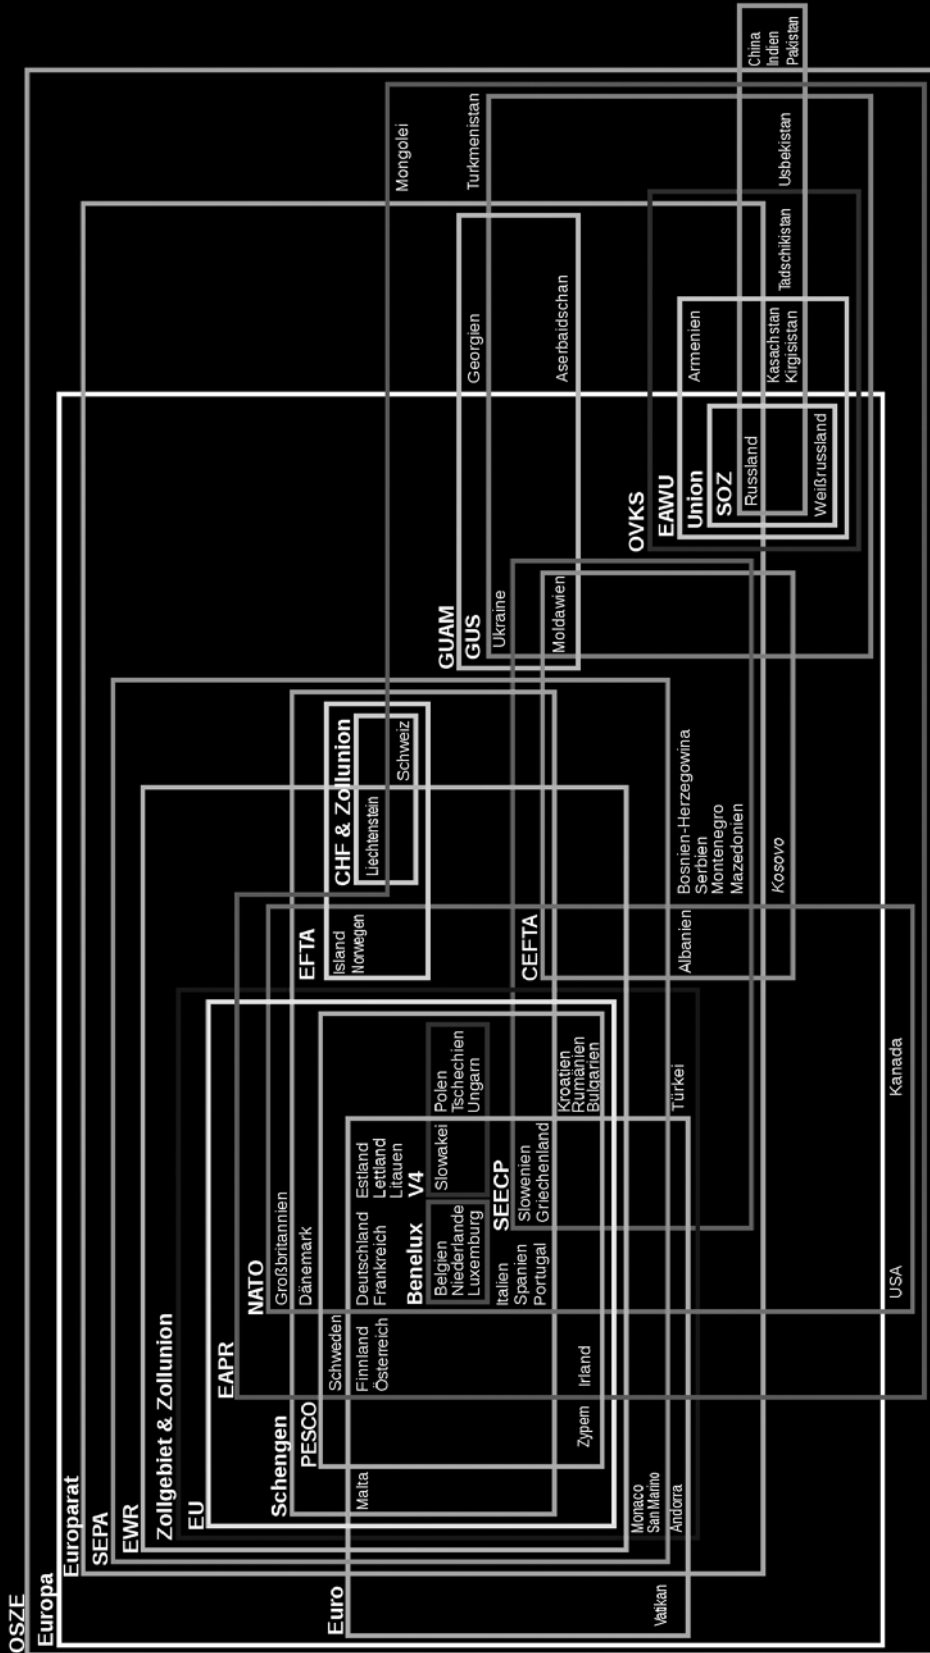 OSZE
Europa
Europarat
SEPA
EWR
Zollgebiet & Zollunion
EU
EAPR
NATO
Schengen
PESCO
Euro
Großbritannien
Dänemark
Schweden
Malta
Finnland
Österreich
Deutschland
Frankreich
Estland
Lettland
Litauen
Benelux
Belgien
Niederlande
Luxemburg
V4
Slowakei
Polen
Tschechien
Ungarn
Italien
Spanien
Portugal
SEECP
Slowenien
Griechenland
Kroatien
Rumänien
Bulgarien
Zypern
Irland
Monaco
San Marino
Andorra
Vatikan
Türkei
USA
Kanada
EFTA
Island
Norwegen
CHF & Zollunion
Liechtenstein
Schweiz
CEFTA
Albanien
Bosnien-Herzegowina
Serbien
Montenegro
Mazedonien
Kosovo
GUAM
GUS
Ukraine
Moldawien
Georgien
Aserbaidschan
Mongolei
Turkmenistan
OVKS
EAWU
Union
SOZ
Russland
Weißrussland
Armenien
Kasachstan
Kirgisistan
Tadschikistan
Usbekistan
China
Indien
Pakistan